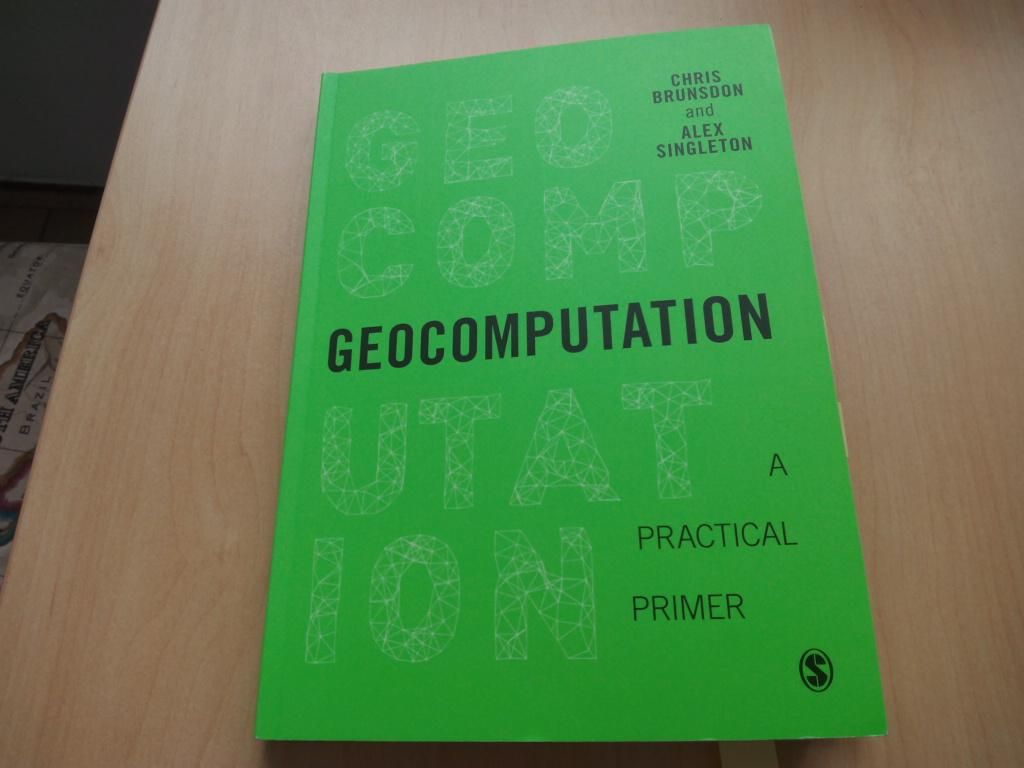 CHRIS
BRUNSDON
and
ALEX
SINGLETON
GEO
COMP
GEOCOMPUTATION
UTAT
ION
A
PRACTICAL
PRIMER
S
EQUATOR
BRAZIL